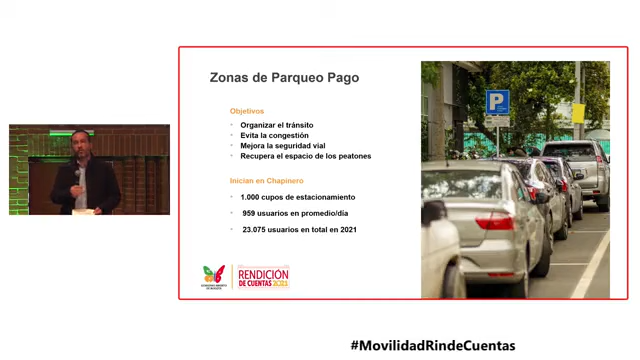 Zonas de Parqueo Pago
Objetivos
• Organizar el tránsito
• Evita la congestión
• Mejora la seguridad vial
• Recupera el espacio de los peatones
Inician en Chapinero
• 1.000 cupos de estacionamiento
• 959 usuarios en promedio/día
• 23.075 usuarios en total en 2021
P
RENDICIÓN
DE CUENTAS 2021
#MovilidadRindeCuentas